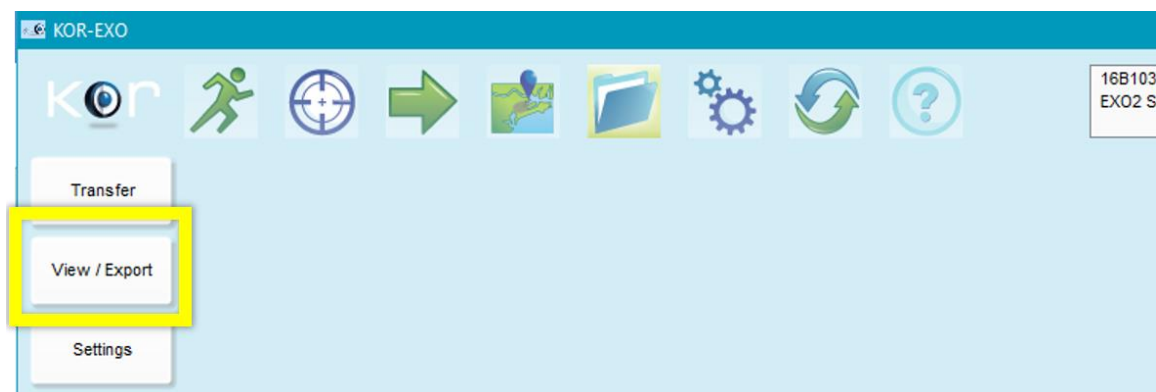 KOR-EXO
KOR
16B103
EXO2 S
Transfer
View / Export
Settings